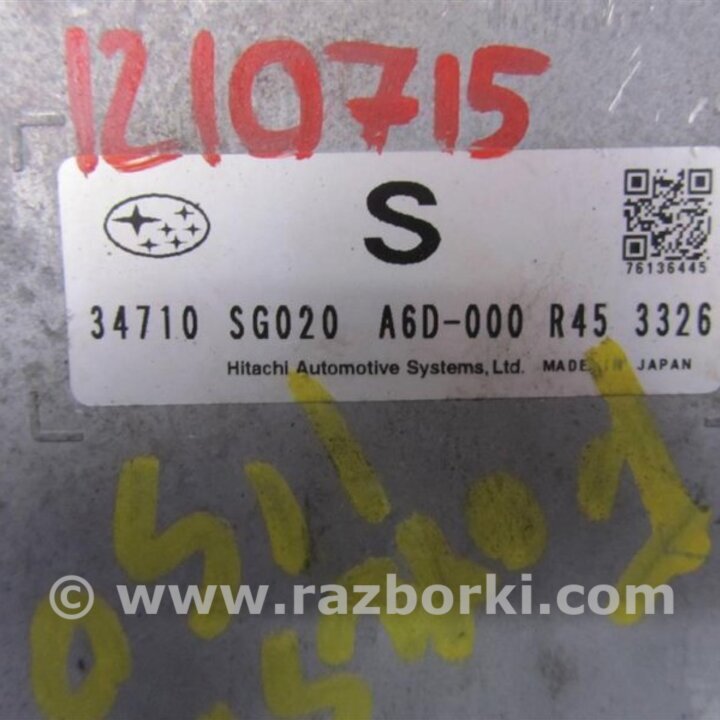 1210715
S
76136445
34710 SG020 A6D-000 R45 3326
Hitachi Automotive Systems, Ltd. MADE IN JAPAN
© www.razborki.com